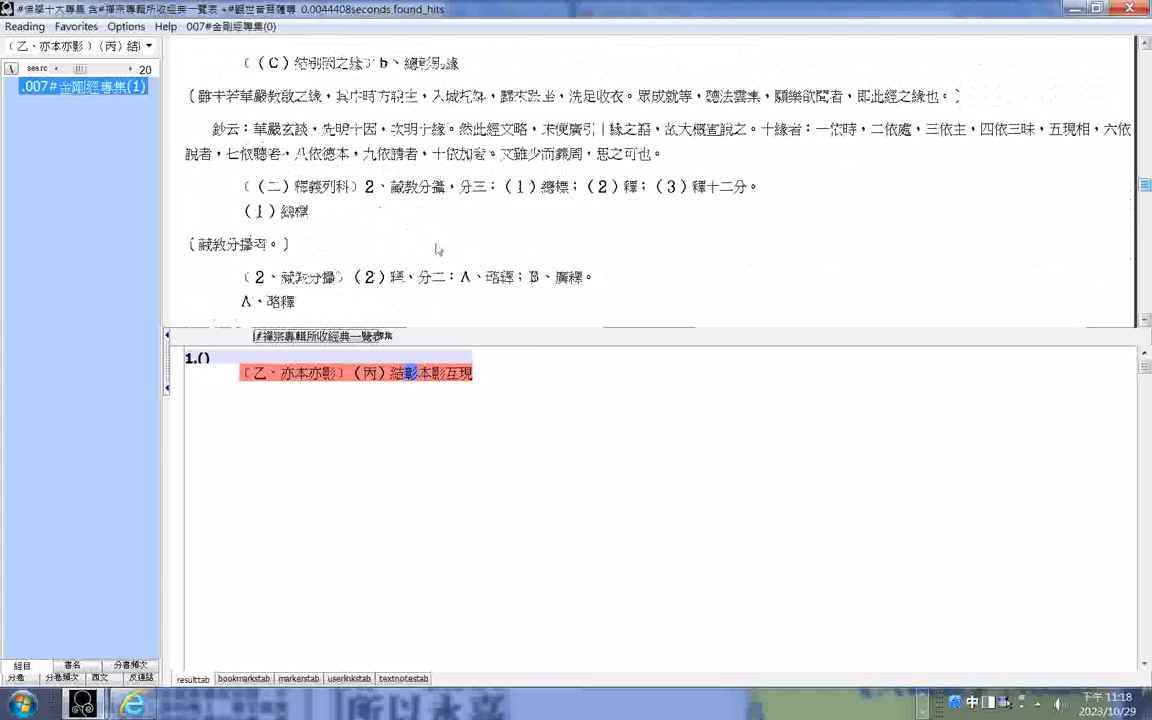 #佛學十大專集 含#禪宗專輯所收經典一覽表 +#觀世音菩薩專 0.0044408seconds found_hits
Reading Favorites Options Help 007#金剛經專集(0)
〔乙、亦本亦影〕（丙）結
searc 20
.007#金剛經專集(1)
〔（C）結別因之緣〕b、總彰
〔雖未若華嚴教啟之緣，其中時方說主，入城乞食，歸來敷坐，洗足收衣。眾成就等，聽法雲集，願樂欲聞者，即此經之緣也。〕
鈔云：華嚴玄談，先明十因，次明十緣。然此經文略，未便廣引十緣之語，故大概言說之。十緣者：一依時，二依處，三依主，四依三昧，五現相，六依
說者，七依聽者，八依德本，九依請者，十依加者。文雖少而義周，思之可也。
〔（二）釋義列科〕2、藏教分攝，分三：（1）總標；（2）釋；（3）釋十二分。
（1）總標
〔藏教分攝者。〕
〔2、藏教分攝〕（2）釋，分二：A、略釋；B、廣釋。
A、略釋
#禪宗專輯所收經典一覽表
1.()
〔乙、亦本亦影〕（丙）結彰本影互現
經目 書名 分書頻次
分卷 分卷頻次 西文 反連結
resulttab bookmarkstab markerstab userlinkstab textnotestab
所以永嘉
中
下午 11:18
2023/10/29